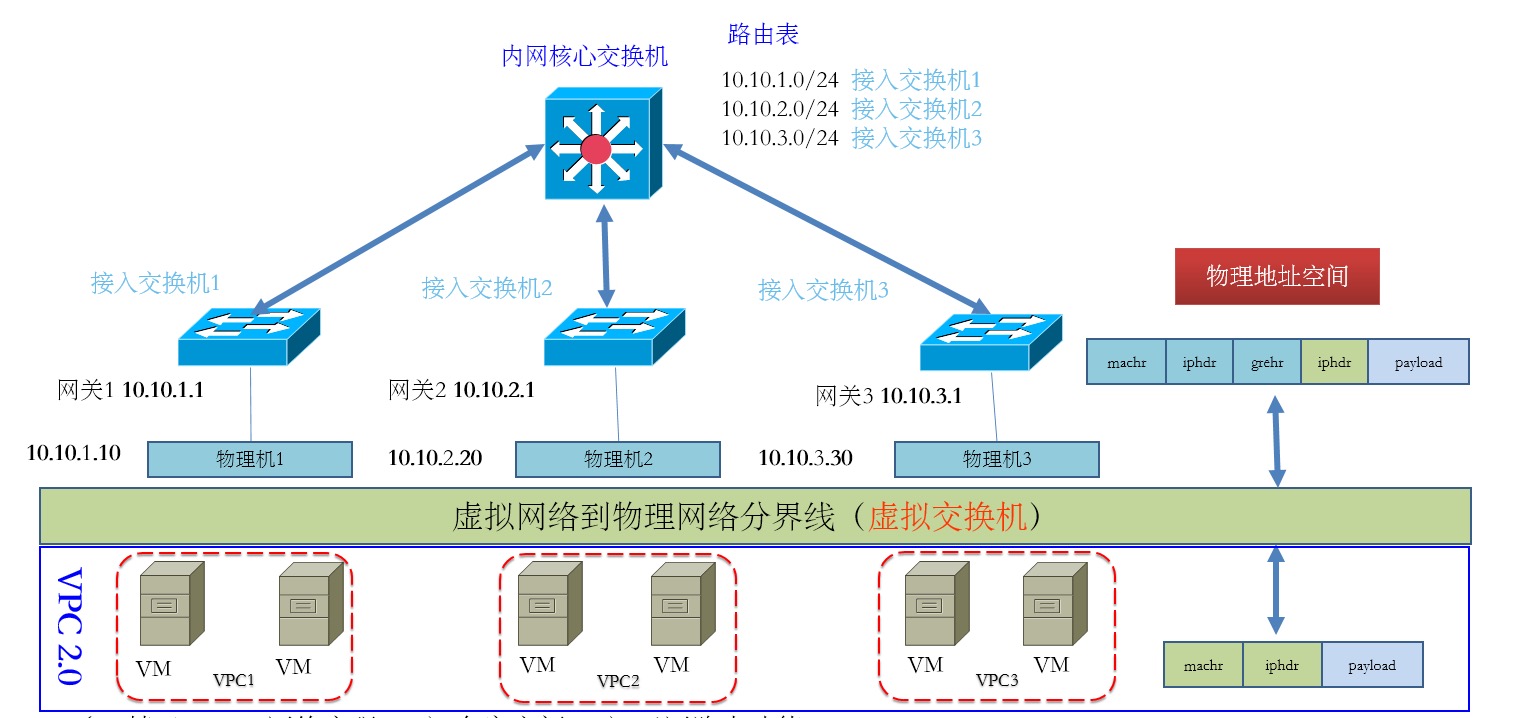 路由表
内网核心交换机
10.10.1.0/24 接入交换机1
10.10.2.0/24 接入交换机2
10.10.3.0/24 接入交换机3
接入交换机1
接入交换机2
接入交换机3
物理地址空间
machr iphdr grehr iphdr payload
网关1 10.10.1.1
网关2 10.10.2.1
网关3 10.10.3.1
10.10.1.10 物理机1
10.10.2.20 物理机2
10.10.3.30 物理机3
虚拟网络到物理网络分界线（虚拟交换机）
VPC 2.0
VM VM
VPC1
VM VM
VPC2
VM VM
VPC3
machr iphdr payload